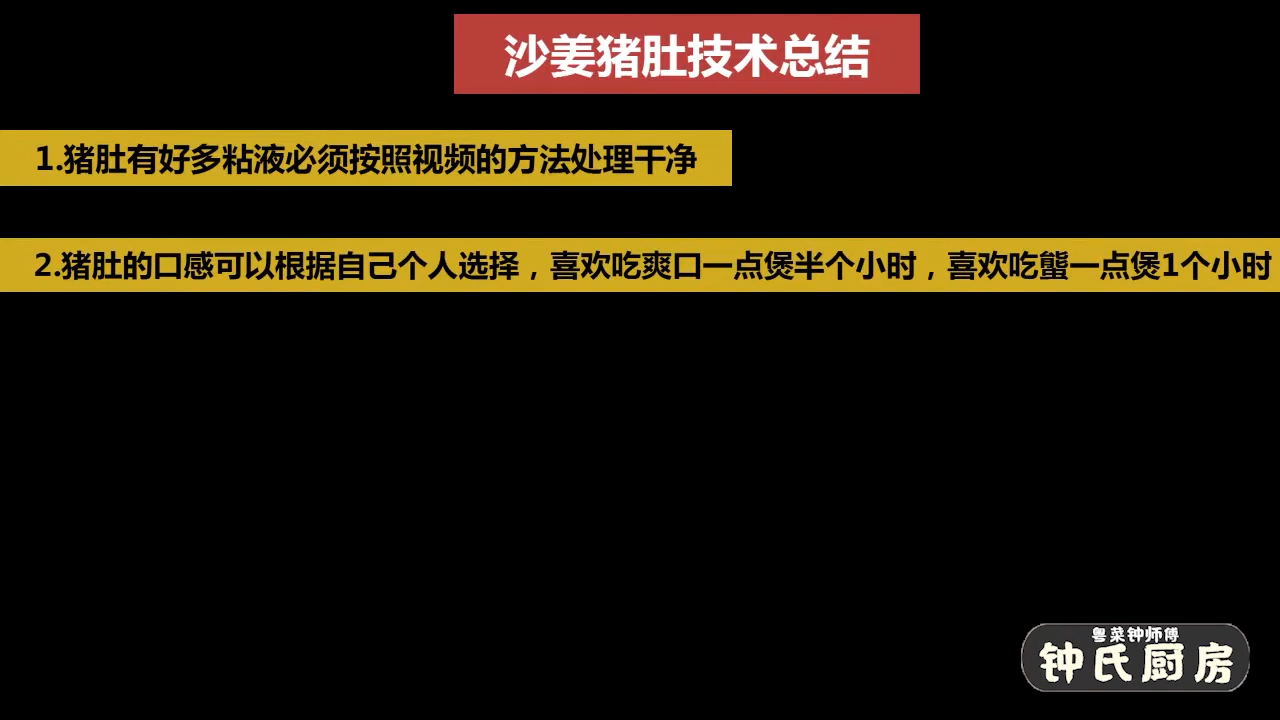 沙姜猪肚技术总结
1.猪肚有好多粘液必须按照视频的方法处理干净
2.猪肚的口感可以根据自己个人选择，喜欢吃爽口一点煲半个小时，喜欢吃一点煲1个小时
粤菜钟师傅
钟氏厨房